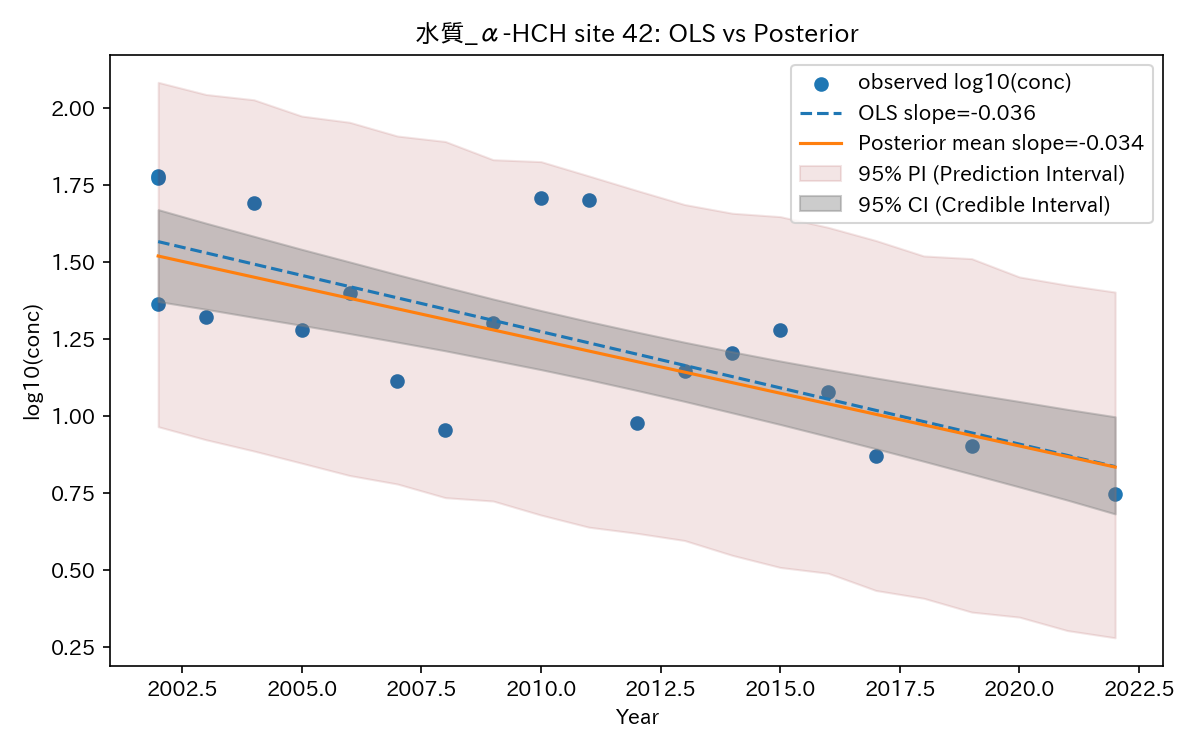 水質_α-HCH site 42: OLS vs Posterior
observed log10(conc)
OLS slope=-0.036
Posterior mean slope=-0.034
95% PI (Prediction Interval)
95% CI (Credible Interval)
log10(conc)
2.00
1.75
1.50
1.25
1.00
0.75
0.50
0.25
2002.5 2005.0 2007.5 2010.0 2012.5 2015.0 2017.5 2020.0 2022.5
Year